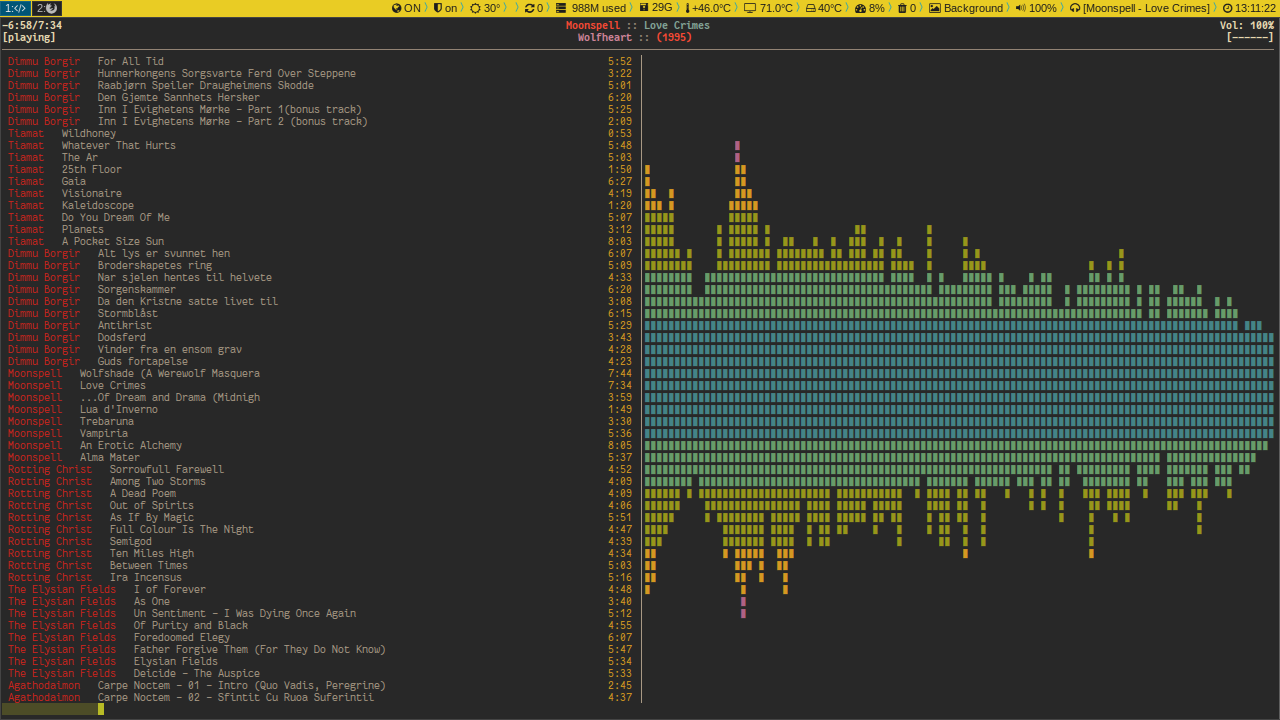 1: 2: ON on 30° 0 988M used 29G +46.0°C 71.0°C 40°C 8% 0 Background 100% [Moonspell - Love Crimes] 13:11:22
-6:58/7:34 Moonspell :: Love Crimes Vol: 100%
[playing] Wolfheart :: (1995) [------]
Dimmu Borgir For All Tid 5:52
Dimmu Borgir Hunnerkongens Sorgsvarte Ferd Over Steppene 3:22
Dimmu Borgir Raabjørn Speiler Draugheimens Skodde 5:01
Dimmu Borgir Den Gjemte Sannhets Hersker 6:20
Dimmu Borgir Inn I Evighetens Mørke - Part 1(bonus track) 5:25
Dimmu Borgir Inn I Evighetens Mørke - Part 2 (bonus track) 2:09
Tiamat Wildhoney 0:53
Tiamat Whatever That Hurts 5:48
Tiamat The Ar 5:03
Tiamat 25th Floor 1:50
Tiamat Gaia 6:27
Tiamat Visionaire 4:19
Tiamat Kaleidoscope 1:20
Tiamat Do You Dream Of Me 5:07
Tiamat Planets 3:12
Tiamat A Pocket Size Sun 8:03
Dimmu Borgir Alt lys er svunnet hen 6:07
Dimmu Borgir Broderskapetes ring 5:09
Dimmu Borgir Nar sjelen hentes til helvete 4:33
Dimmu Borgir Sorgenskammer 6:20
Dimmu Borgir Da den Kristne satte livet til 3:08
Dimmu Borgir Stormblåst 6:15
Dimmu Borgir Antikrist 5:29
Dimmu Borgir Dodsferd 3:43
Dimmu Borgir Vinder fra en ensom grav 4:28
Dimmu Borgir Guds fortapelse 4:23
Moonspell Wolfshade (A Werewolf Masquera 7:44
Moonspell Love Crimes 7:34
Moonspell ...Of Dream and Drama (Midnigh 3:59
Moonspell Lua d'Inverno 1:49
Moonspell Trebaruna 3:30
Moonspell Vampiria 5:36
Moonspell An Erotic Alchemy 8:05
Moonspell Alma Mater 5:37
Rotting Christ Sorrowfull Farewell 4:52
Rotting Christ Among Two Storms 4:09
Rotting Christ A Dead Poem 4:09
Rotting Christ Out of Spirits 4:06
Rotting Christ As If By Magic 5:51
Rotting Christ Full Colour Is The Night 4:47
Rotting Christ Semigod 4:39
Rotting Christ Ten Miles High 4:34
Rotting Christ Between Times 5:03
Rotting Christ Ira Incensus 5:16
The Elysian Fields I of Forever 4:48
The Elysian Fields As One 3:40
The Elysian Fields Un Sentiment - I Was Dying Once Again 5:12
The Elysian Fields Of Purity and Black 4:55
The Elysian Fields Foredoomed Elegy 6:07
The Elysian Fields Father Forgive Them (For They Do Not Know) 5:47
The Elysian Fields Elysian Fields 5:34
The Elysian Fields Deicide - The Auspice 5:33
Agathodaimon Carpe Noctem - 01 - Intro (Quo Vadis, Peregrine) 2:45
Agathodaimon Carpe Noctem - 02 - Sfintit Cu Ruoa Suferintii 4:37